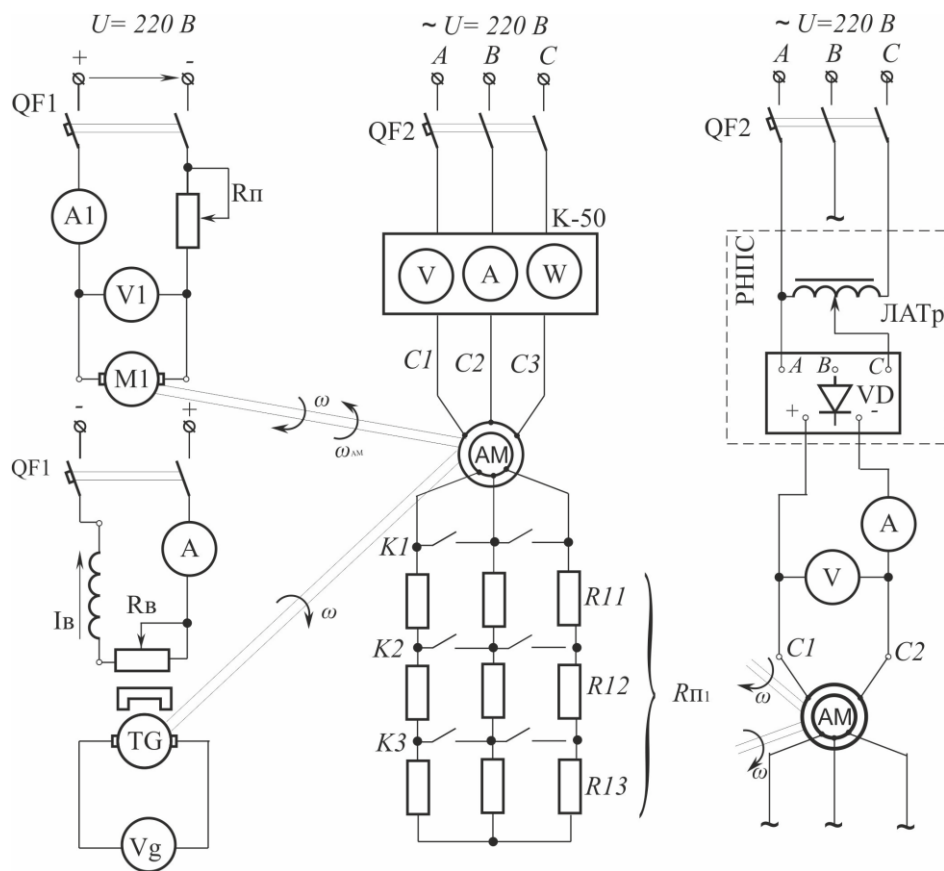 U= 220 В
~ U= 220 В
~ U= 220 В
+ -
A B C
A B C
QF1
QF2
QF2
A1
Rп
K-50
V A W
РНПС
V1
ЛАТр
C1 C2 C3
A B C
VD
+ -
M1
ω
ωАМ
- +
QF1
AM
A
A
K1
V
Iв
Rв
ω
R11
K2
C1 C2
R12
Rп1
ω
AM
TG
K3
ω
R13
Vg
~ ~ ~
~